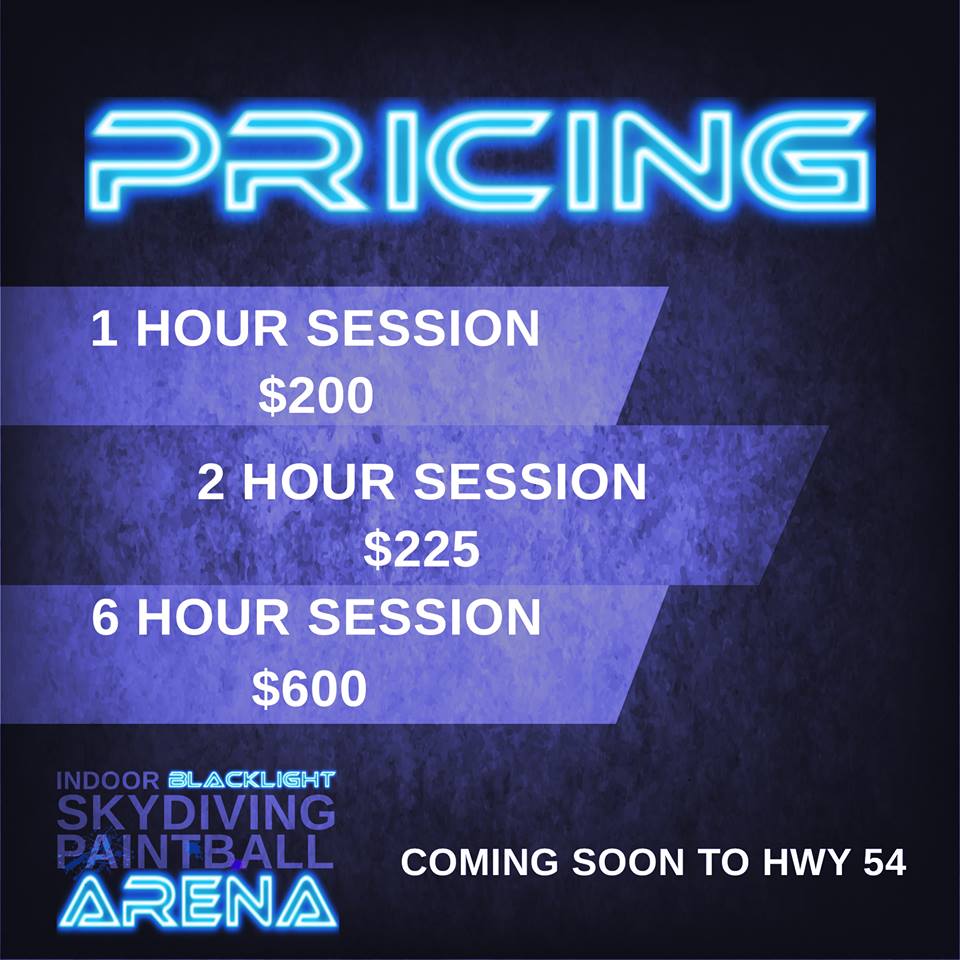 PRICING
1 HOUR SESSION
$200
2 HOUR SESSION
$225
6 HOUR SESSION
$600
INDOOR BLACKLIGHT
SKYDIVING
PAINTBALL
ARENA
COMING SOON TO HWY 54